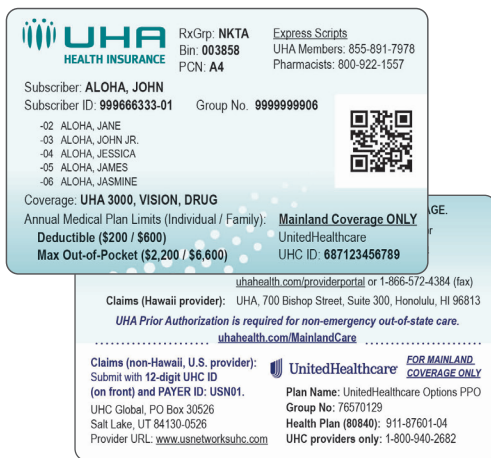 UHA
HEALTH INSURANCE
RxGrp: NKTA
Bin: 003858
PCN: A4
Express Scripts
UHA Members: 855-891-7978
Pharmacists: 800-922-1557
Subscriber: ALOHA, JOHN
Subscriber ID: 999666333-01 Group No. 9999999906
-02 ALOHA, JANE
-03 ALOHA, JOHN JR.
-04 ALOHA, JESSICA
-05 ALOHA, JAMES
-06 ALOHA, JASMINE
Coverage: UHA 3000, VISION, DRUG
Annual Medical Plan Limits (Individual / Family):
Deductible ($200 / $600)
Max Out-of-Pocket ($2,200 / $6,600)
Mainland Coverage ONLY
UnitedHealthcare
UHC ID: 687123456789
uhahealth.com/providerportal or 1-866-572-4384 (fax)
Claims (Hawaii provider): UHA, 700 Bishop Street, Suite 300, Honolulu, HI 96813
UHA Prior Authorization is required for non-emergency out-of-state care.
uhahealth.com/MainlandCare
Claims (non-Hawaii, U.S. provider):
Submit with 12-digit UHC ID
(on front) and PAYER ID: USN01.
UHC Global, PO Box 30526
Salt Lake, UT 84130-0526
Provider URL: www.usnetworksuhc.com
UnitedHealthcare
FOR MAINLAND
COVERAGE ONLY
Plan Name: UnitedHealthcare Options PPO
Group No: 76570129
Health Plan (80840): 911-87601-04
UHC providers only: 1-800-940-2682